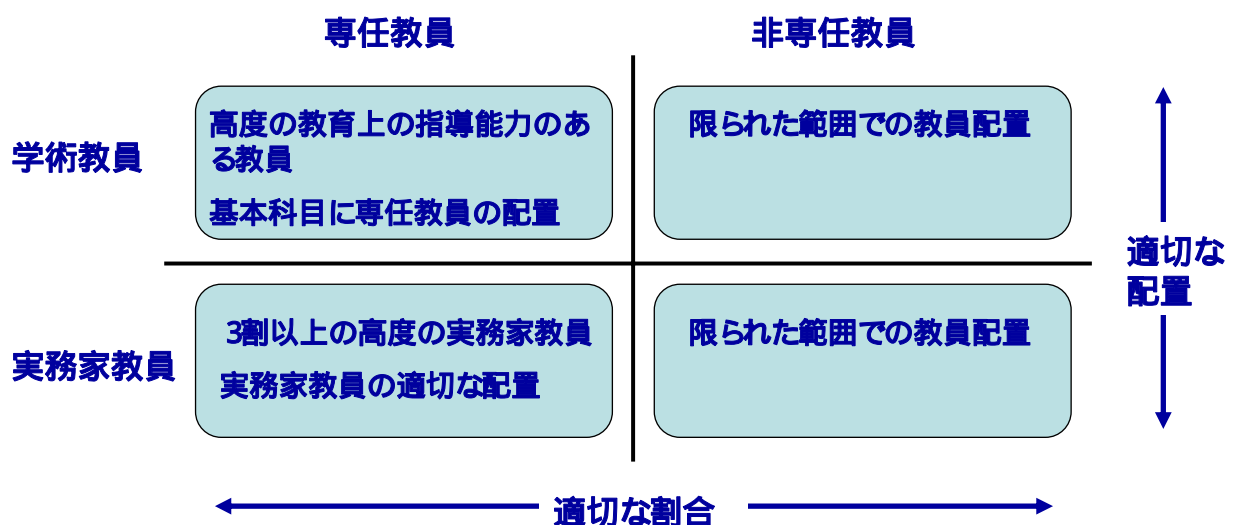 専任教員
非専任教員
学術教員
高度の教育上の指導能力のあ
る教員
基本科目に専任教員の配置
限られた範囲での教員配置
適切な
配置
実務家教員
3割以上の高度の実務家教員
実務家教員の適切な配置
限られた範囲での教員配置
適切な割合